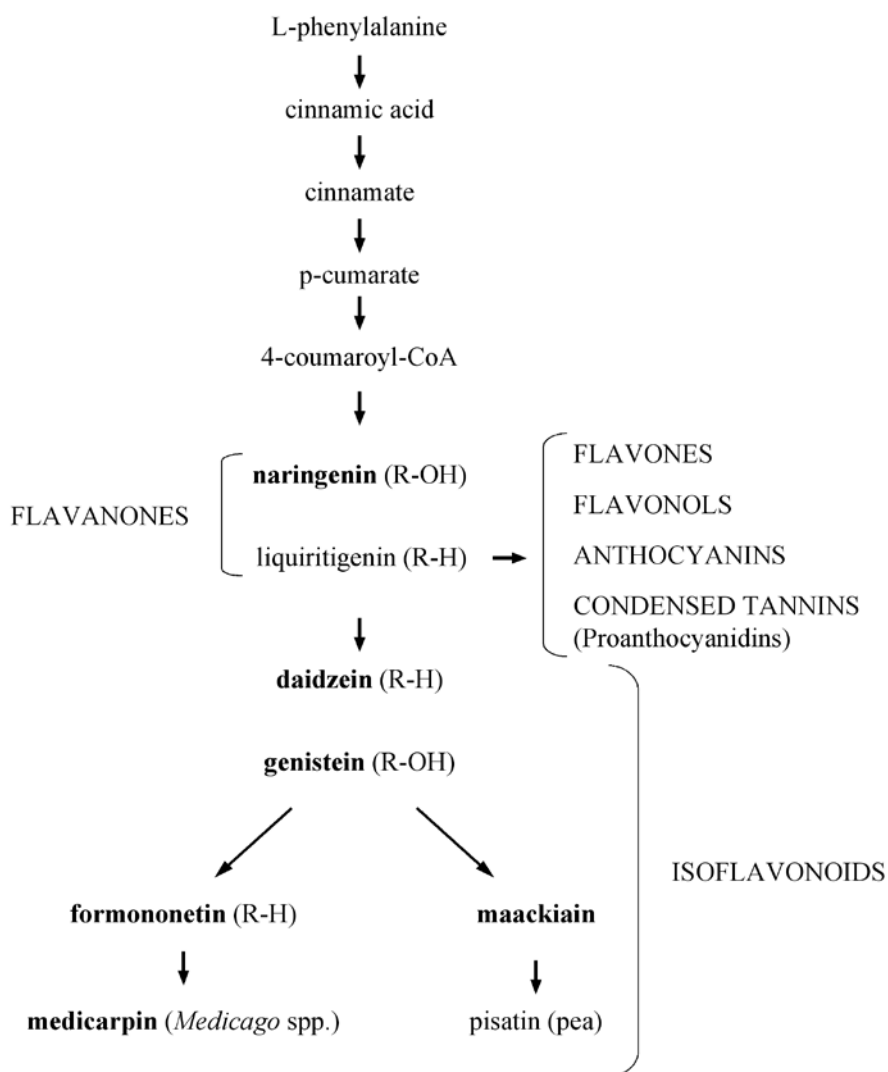 L-phenylalanine
cinnamic acid
cinnamate
p-cumarate
4-coumaroyl-CoA
FLAVANONES
naringenin (R-OH)
liquiritigenin (R-H)
FLAVONES
FLAVONOLS
ANTHOCYANINS
CONDENSED TANNINS
(Proanthocyanidins)
daidzein (R-H)
genistein (R-OH)
ISOFLAVONOIDS
formononetin (R-H)
maackiain
medicarpin (Medicago spp.)
pisatin (pea)